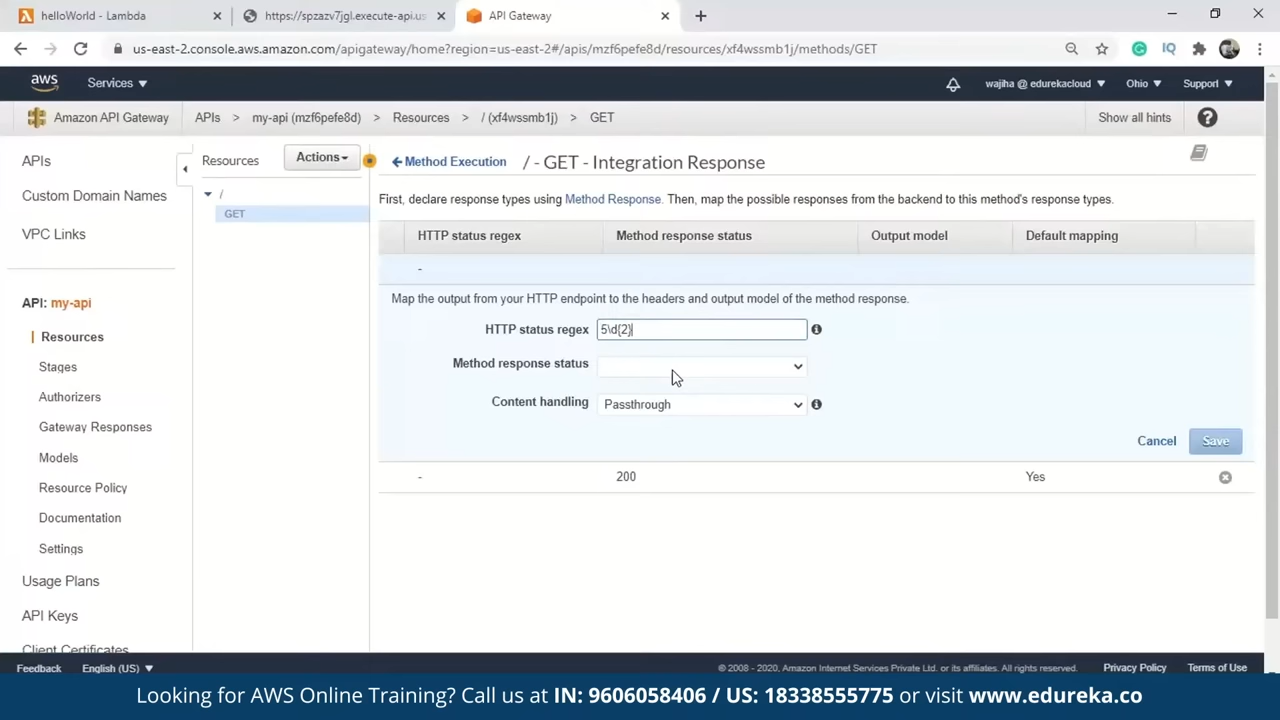 helloWorld - Lambda
https://spzazv7jgl.execute-api.us
API Gateway
us-east-2.console.aws.amazon.com/apigateway/home?region=us-east-2#/apis/mzf6pefe8d/resources/xf4wssmb1j/methods/GET
aws
Services
wajiha @ edurekacloud
Ohio
Support
Amazon API Gateway
APIs > my-api (mzf6pefe8d) > Resources > / (xf4wssmb1j) > GET
Show all hints
APIs
Custom Domain Names
VPC Links
API: my-api
Resources
Stages
Authorizers
Gateway Responses
Models
Resource Policy
Documentation
Settings
Usage Plans
API Keys
Client Certificates
Resources
Actions
/
GET
Method Execution
/ - GET - Integration Response
First, declare response types using Method Response. Then, map the possible responses from the backend to this method's response types.
HTTP status regex
Method response status
Output model
Default mapping
-
Map the output from your HTTP endpoint to the headers and output model of the method response.
HTTP status regex 5\d{2}
Method response status
Content handling Passthrough
Cancel
Save
- 200 Yes
Feedback
English (US)
© 2008 - 2020, Amazon Internet Services Private Ltd. or its affiliates. All rights reserved.
Privacy Policy
Terms of Use
Looking for AWS Online Training? Call us at IN: 9606058406 / US: 18338555775 or visit www.edureka.co